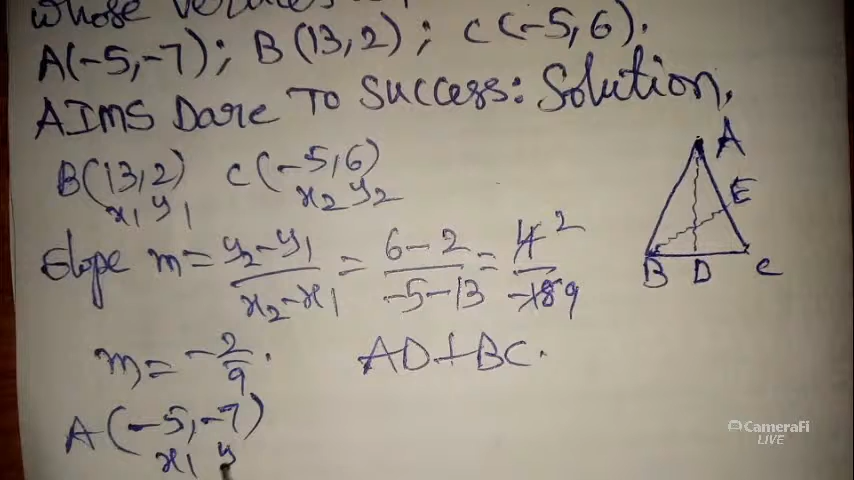 whose vertices
A(-5,-7); B(13,2); C(-5,6).
AIMS Dare To Success: Solution.
B(13,2) C(-5,6)
x1 y1 x2 y2
Slope m = y2-y1/x2-x1 = 6-2/-5-13 = 4 2/-18 9
m = -2/9. AD⊥BC.
A(-5,-7)
x1 y
A
E
B D C
CameraFi
LIVE